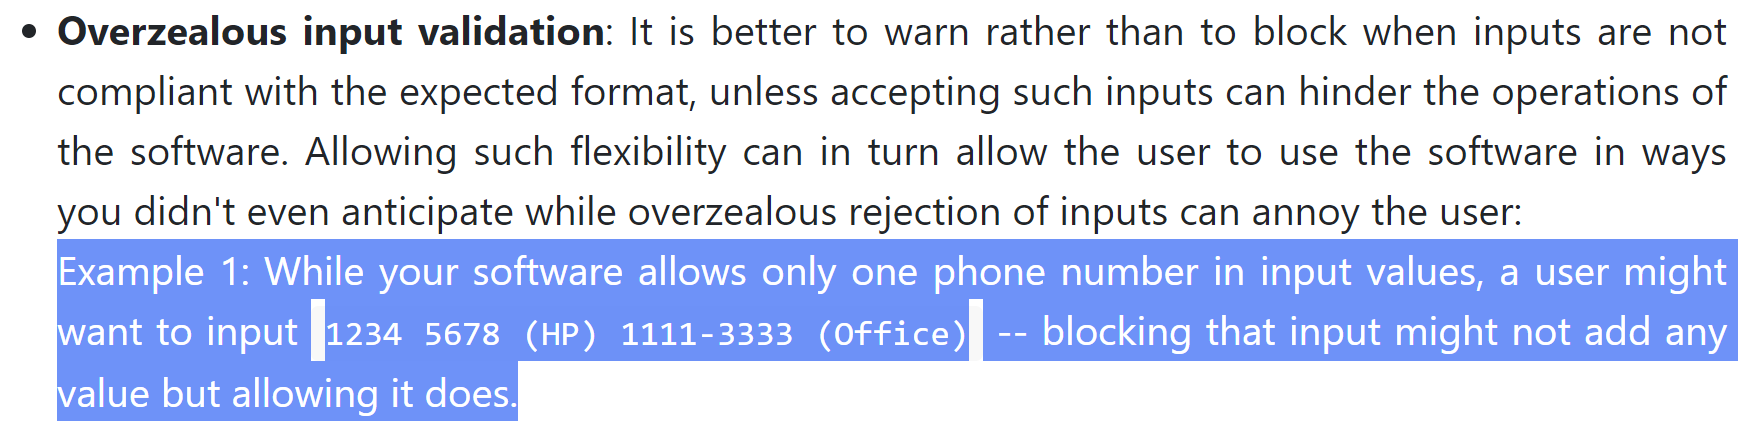 • Overzealous input validation: It is better to warn rather than to block when inputs are not
compliant with the expected format, unless accepting such inputs can hinder the operations of
the software. Allowing such flexibility can in turn allow the user to use the software in ways
you didn't even anticipate while overzealous rejection of inputs can annoy the user:
Example 1: While your software allows only one phone number in input values, a user might
want to input 1234 5678 (HP) 1111-3333 (Office) -- blocking that input might not add any
value but allowing it does.